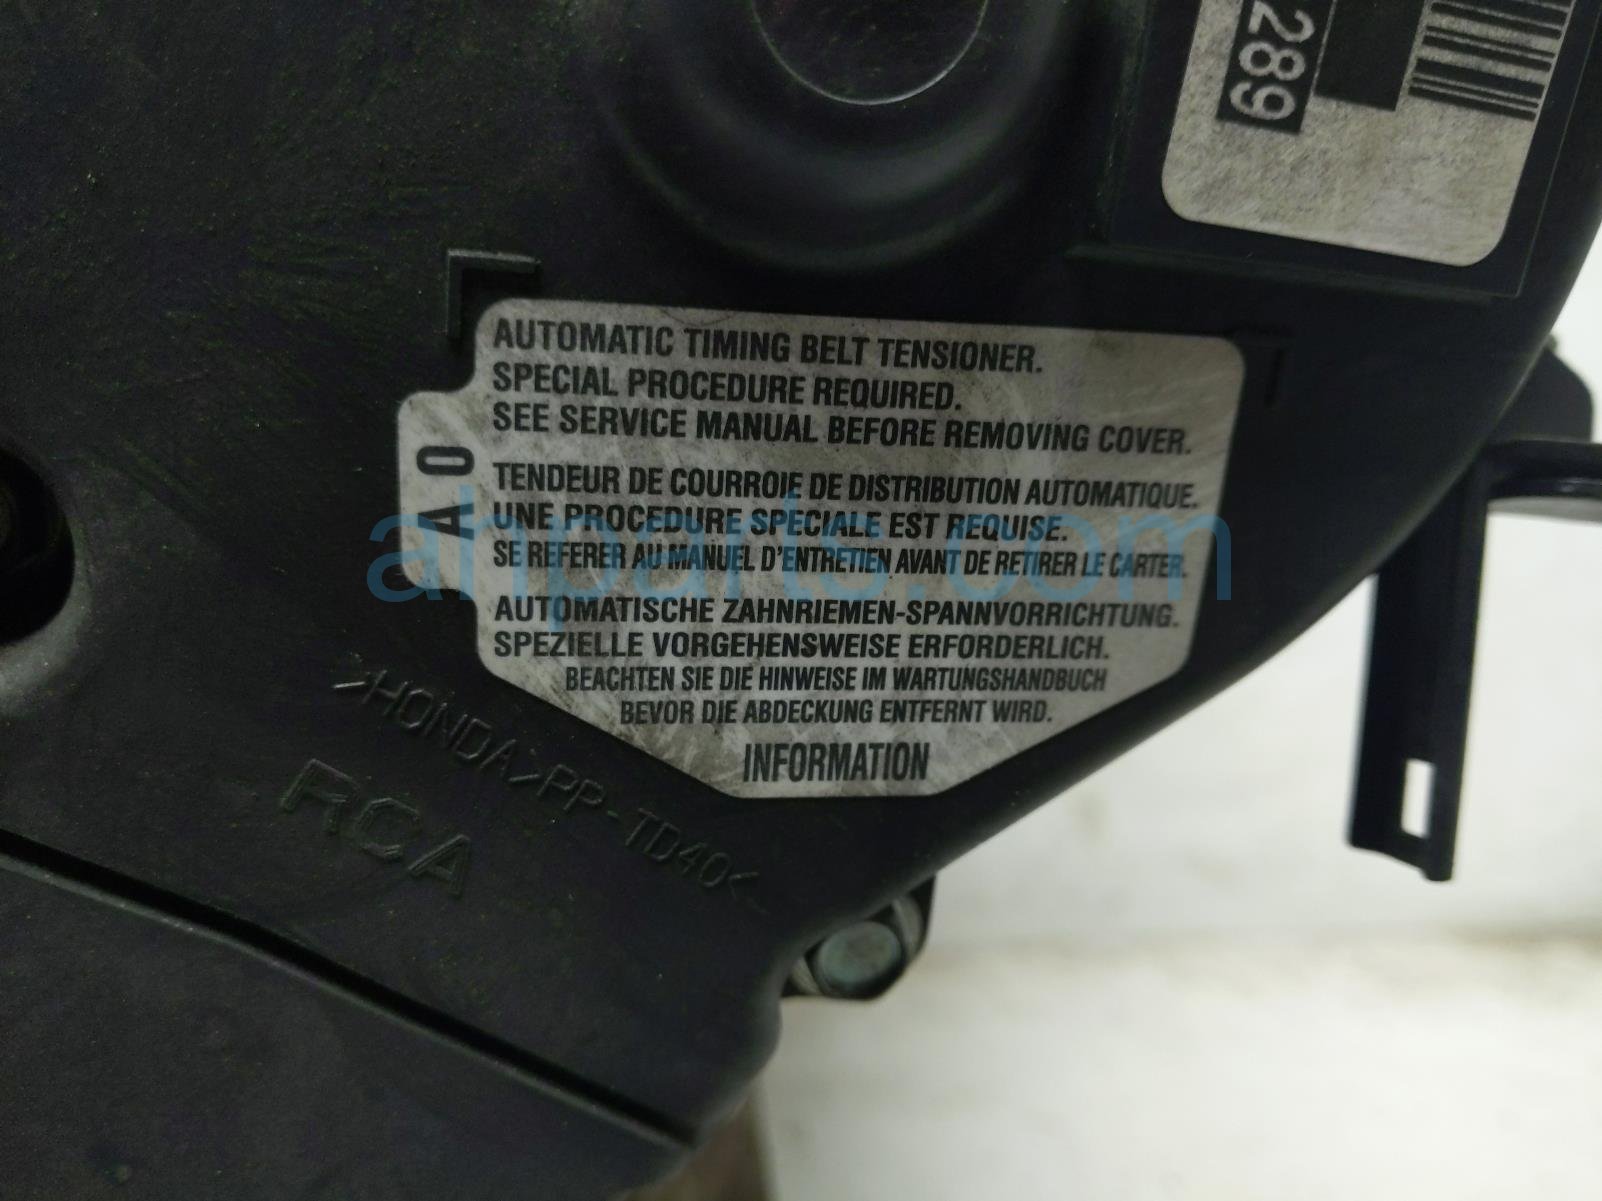 289
AUTOMATIC TIMING BELT TENSIONER.
SPECIAL PROCEDURE REQUIRED.
SEE SERVICE MANUAL BEFORE REMOVING COVER.
A0
TENDEUR DE COURROIE DE DISTRIBUTION AUTOMATIQUE.
UNE PROCEDURE SPECIALE EST REQUISE.
SE REFERER AU MANUEL D'ENTRETIEN AVANT DE RETIRER LE CARTER.
AUTOMATISCHE ZAHNRIEMEN-SPANNVORRICHTUNG.
SPEZIELLE VORGEHENSWEISE ERFORDERLICH.
BEACHTEN SIE DIE HINWEISE IM WARTUNGSHANDBUCH
BEVOR DIE ABDECKUNG ENTFERNT WIRD.
INFORMATION
>HONDA>PP-TD40<
RCA
ahparts.com